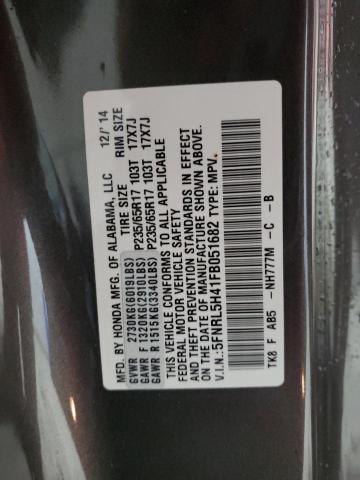 MFD. BY HONDA MFG. OF ALABAMA, LLC 12/'14
TIRE SIZE RIM SIZE
GVWR 2730KG(6019LBS)
GAWR F 1320KG(2910LBS) P235/65R17 103T 17X7J
GAWR R 1515KG(3340LBS) P235/65R17 103T 17X7J
THIS VEHICLE CONFORMS TO ALL APPLICABLE
FEDERAL MOTOR VEHICLE SAFETY
AND THEFT PREVENTION STANDARDS IN EFFECT
ON THE DATE OF MANUFACTURE SHOWN ABOVE.
V.I.N.: 5FNRL5H41FB051682 TYPE: MPV
TK8 F AB5 -NH777M -C -B